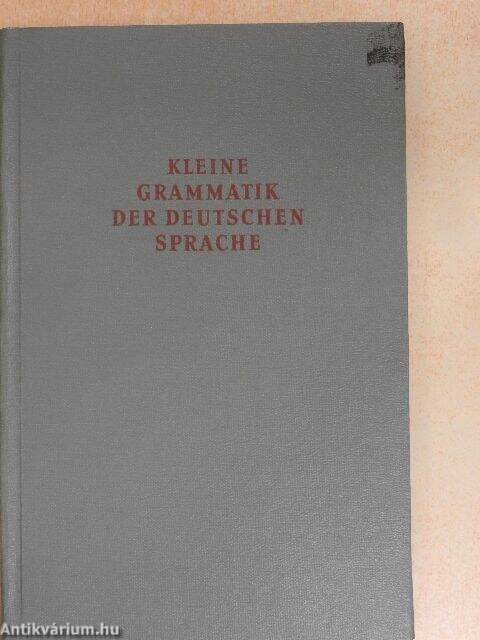 KLEINE
GRAMMATIK
DER DEUTSCHEN
SPRACHE
Antikvárium.hu